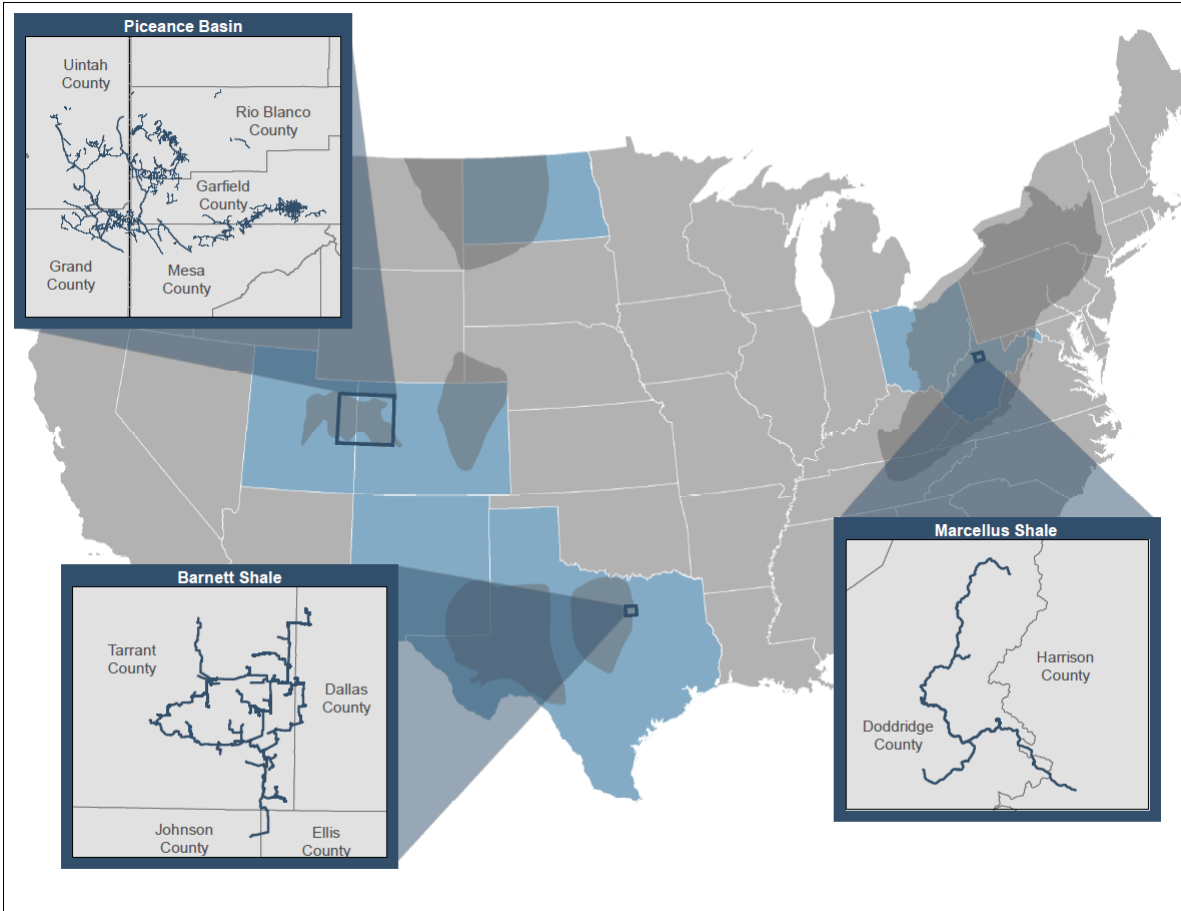 Piceance Basin
Uintah
County
Rio Blanco
County
Garfield
County
Grand
County
Mesa
County
Barnett Shale
Tarrant
County
Dallas
County
Johnson
County
Ellis
County
Marcellus Shale
Harrison
County
Doddridge
County